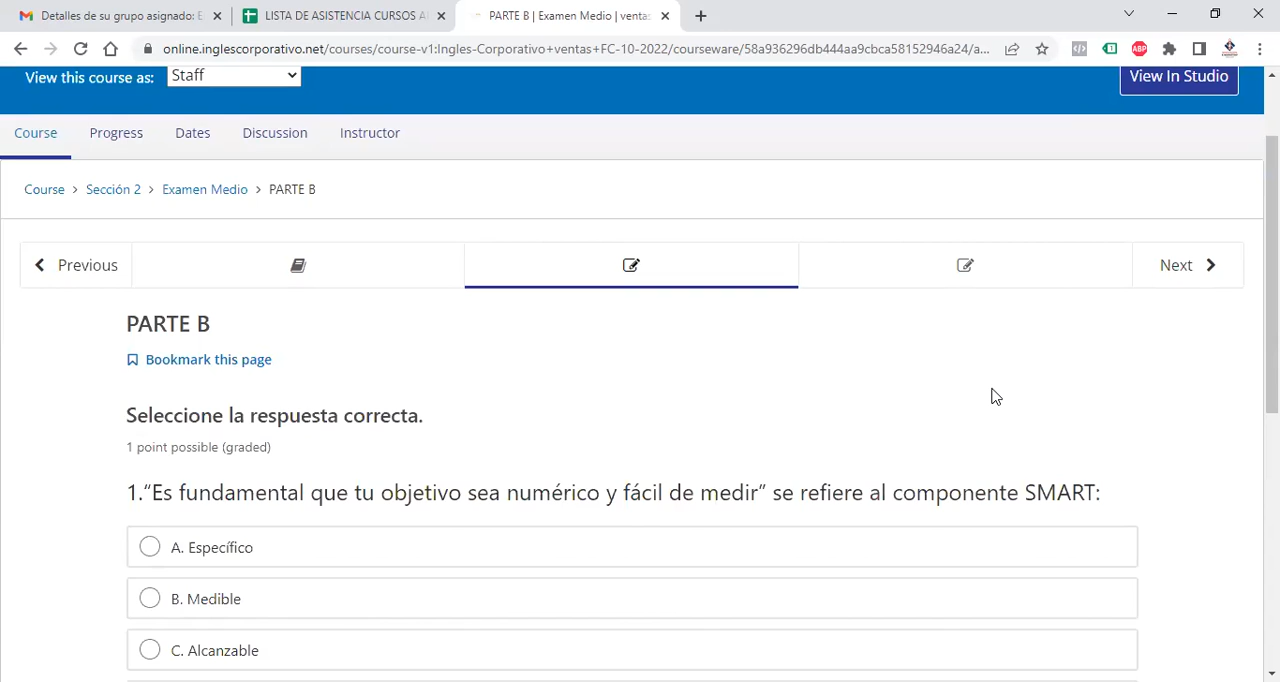 Detalles de su grupo asignado: E
LISTA DE ASISTENCIA CURSOS A
PARTE B | Examen Medio | ventas
online.inglescorporativo.net/courses/course-v1:Ingles-Corporativo+ventas+FC-10-2022/courseware/58a936296db444aa9cbca58152946a24/a...
ABP
View this course as: Staff
View In Studio
Course Progress Dates Discussion Instructor
Course > Sección 2 > Examen Medio > PARTE B
Previous
Next
PARTE B
Bookmark this page
Seleccione la respuesta correcta.
1 point possible (graded)
1.“Es fundamental que tu objetivo sea numérico y fácil de medir” se refiere al componente SMART:
A. Específico
B. Medible
C. Alcanzable